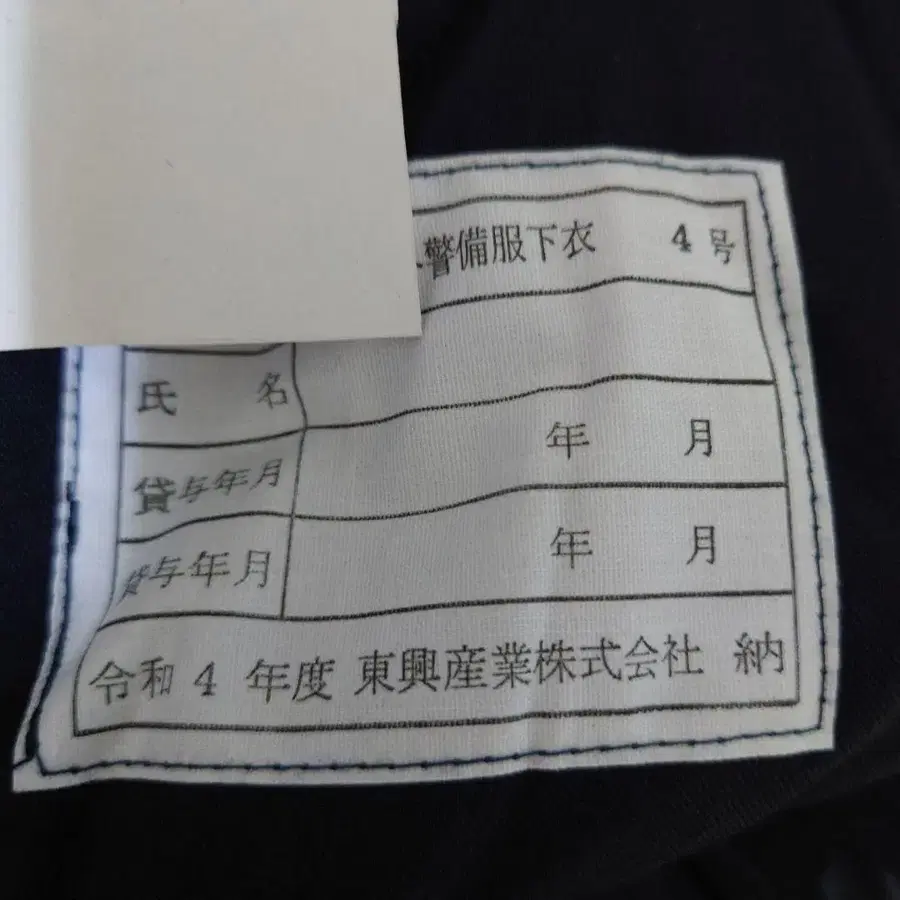 警備服下衣 4号
氏 名
年 月
貸与年月
年 月
貸与年月
令和 4 年度 東興産業株式会社 納